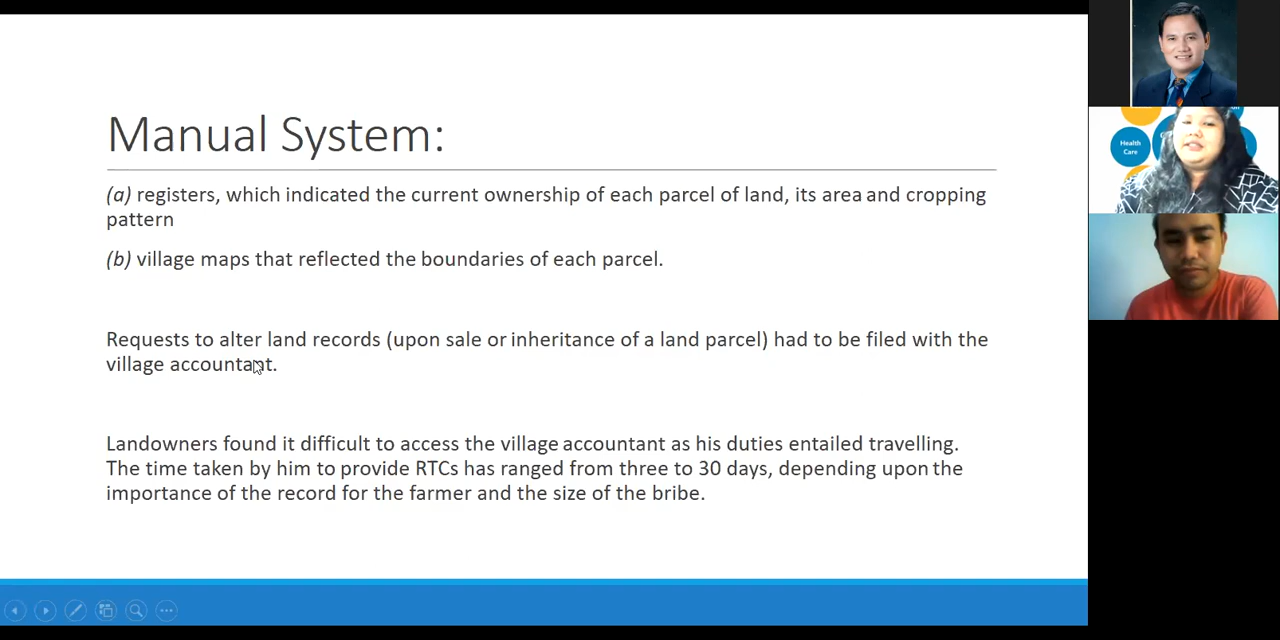 Manual System:
(a) registers, which indicated the current ownership of each parcel of land, its area and cropping
pattern
(b) village maps that reflected the boundaries of each parcel.
Requests to alter land records (upon sale or inheritance of a land parcel) had to be filed with the
village accountant.
Landowners found it difficult to access the village accountant as his duties entailed travelling.
The time taken by him to provide RTCs has ranged from three to 30 days, depending upon the
importance of the record for the farmer and the size of the bribe.
Health
Care